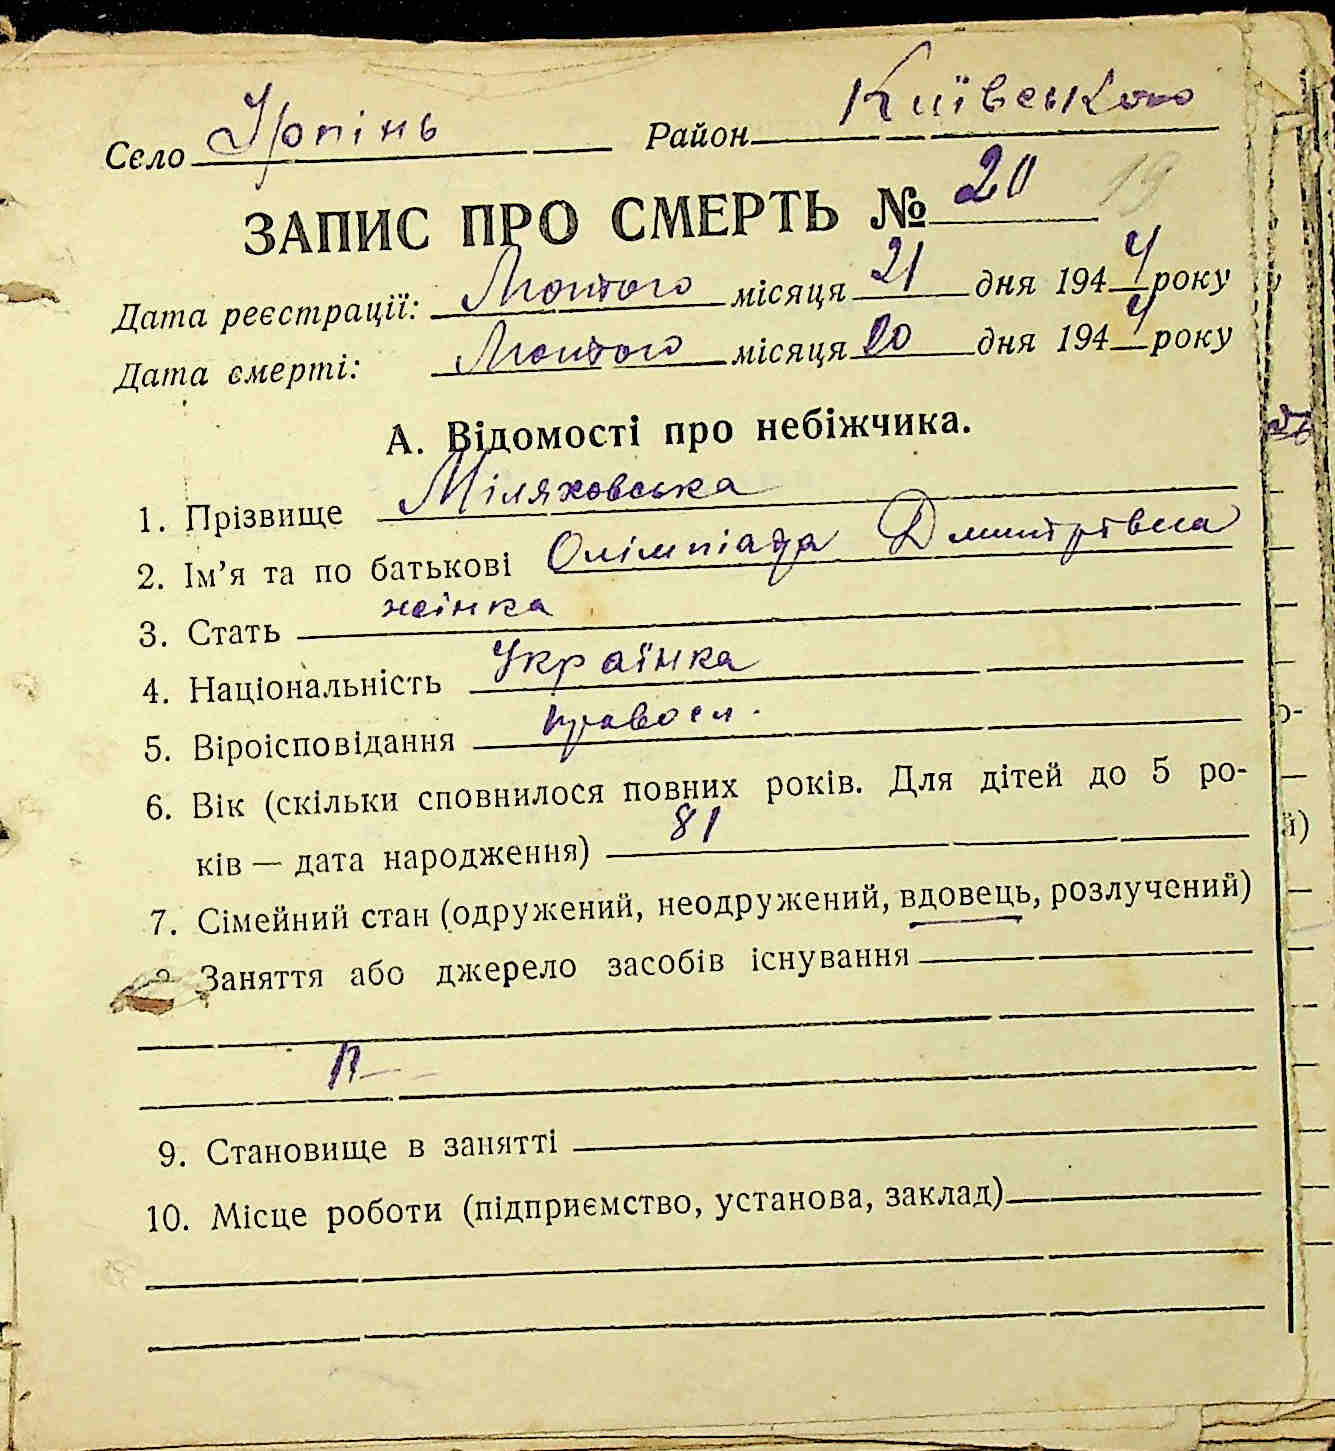 Село Ірпінь Район Київського
ЗАПИС ПРО СМЕРТЬ № 20 19
Дата реєстрації: Лютого місяця 21 дня 1944 року
Дата смерті: Лютого місяця 20 дня 1944 року
А. Відомості про небіжчика.
1. Прізвище Міляховська
2. Ім'я та по батькові Олімпіада Дмитрівна
3. Стать жінка
4. Національність Українка
5. Віроісповідання правосл.
6. Вік (скільки сповнилося повних років. Для дітей до 5 ро-
ків — дата народження) 81
7. Сімейний стан (одружений, неодружений, вдовець, розлучений)
8. Заняття або джерело засобів існування
9. Становище в занятті
10. Місце роботи (підприємство, установа, заклад)